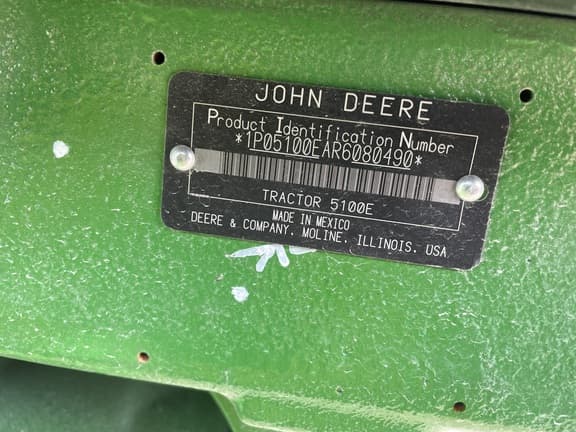 JOHN DEERE
Product Identification Number
*1P05100EAR6080490*
TRACTOR 5100E
MADE IN MEXICO
DEERE & COMPANY, MOLINE, ILLINOIS, USA